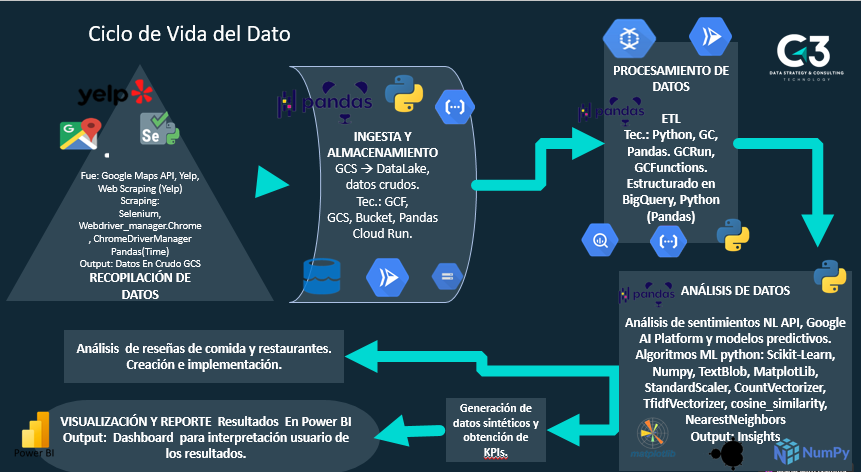 Ciclo de Vida del Dato
yelp
Se
Fue: Google Maps API, Yelp,
Web Scraping (Yelp)
Scraping:
Selenium,
Webdriver_manager.Chrome
, ChromeDriverManager
Pandas(Time)
Output: Datos En Crudo GCS
RECOPILACIÓN DE
DATOS
pandas
INGESTA Y
ALMACENAMIENTO
GCS → DataLake,
datos crudos.
Tec.: GCF,
GCS, Bucket, Pandas
Cloud Run.
PROCESAMIENTO DE
DATOS
pandas
ETL
Tec.: Python, GC,
Pandas. GCRun,
GCFunctions.
Estructurado en
BigQuery, Python
(Pandas)
DATA STRATEGY & CONSULTING
TECHNOLOGY
pandas
ANÁLISIS DE DATOS
Análisis de sentimientos NL API, Google
AI Platform y modelos predictivos.
Algoritmos ML python: Scikit-Learn,
Numpy, TextBlob, MatplotLib,
StandardScaler, CountVectorizer,
TfidfVectorizer, cosine_similarity,
NearestNeighbors
Output: Insights
matplotlib
NumPy
Análisis de reseñas de comida y restaurantes.
Creación e implementación.
Generación de
datos sintéticos y
obtención de
KPIs.
VISUALIZACIÓN Y REPORTE Resultados En Power BI
Output: Dashboard para interpretación usuario de
los resultados.
Power BI